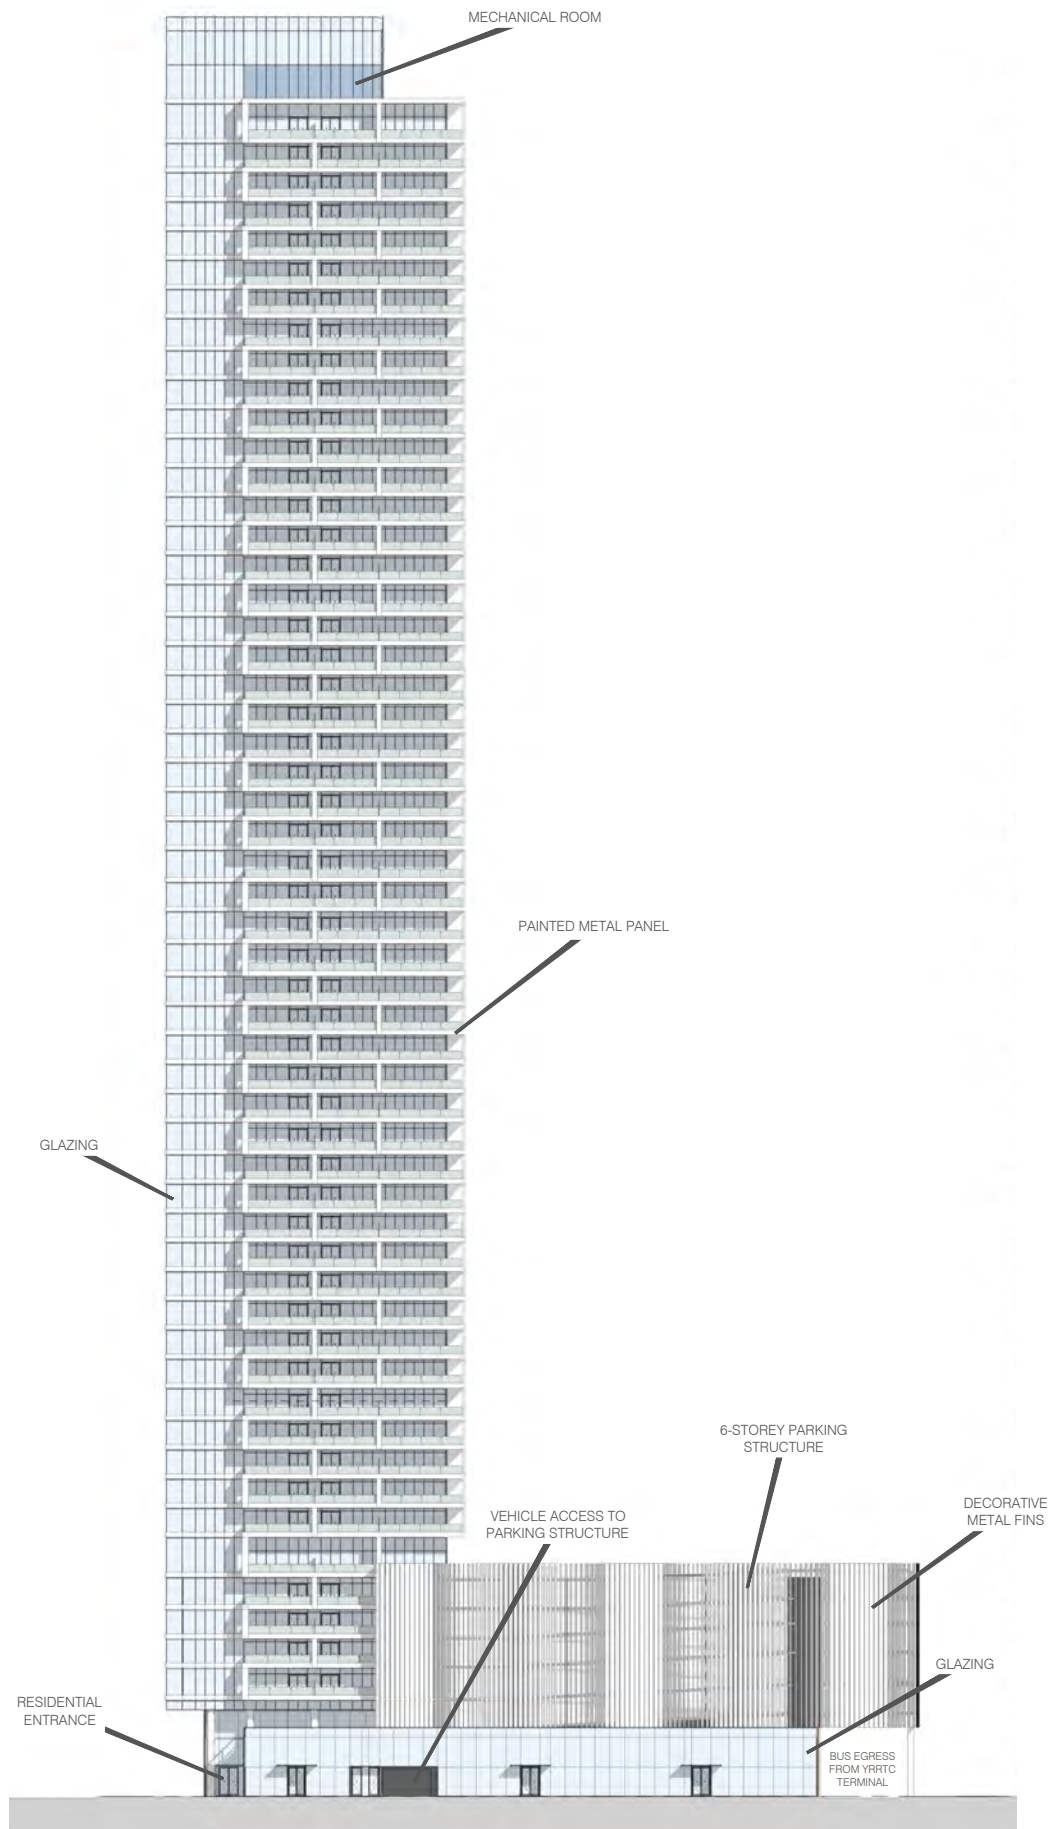 MECHANICAL ROOM
PAINTED METAL PANEL
GLAZING
6-STOREY PARKING
STRUCTURE
DECORATIVE
METAL FINS
VEHICLE ACCESS TO
PARKING STRUCTURE
GLAZING
RESIDENTIAL
ENTRANCE
BUS EGRESS
FROM YRRTC
TERMINAL